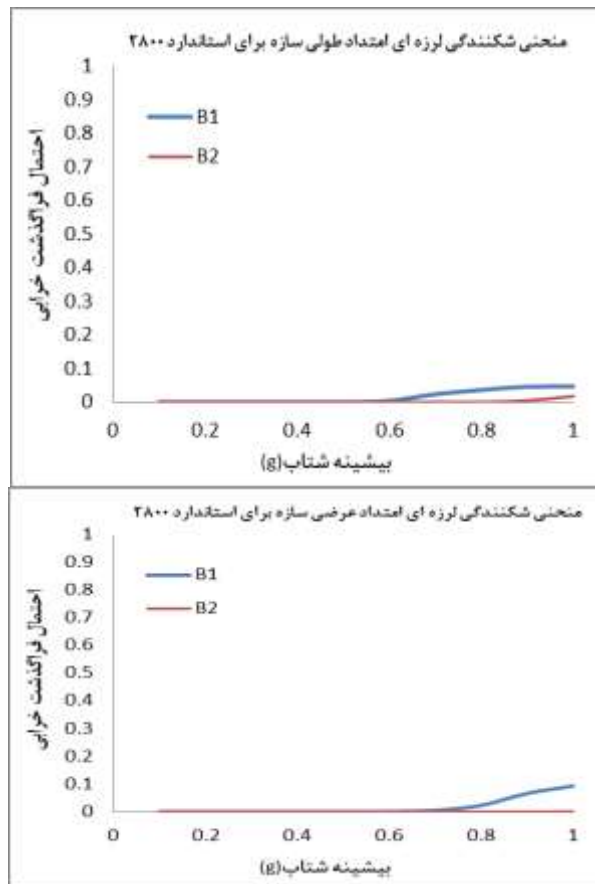 منحنی شکنندگی لرزه ای امتداد طولی سازه برای استاندارد ۲۸۰۰
احتمال فراگذشت خرابی
1
0.9
0.8
0.7
0.6
0.5
0.4
0.3
0.2
0.1
0
B1
B2
0 0.2 0.4 0.6 0.8 1
بیشینه شتاب(g)
منحنی شکنندگی لرزه ای امتداد عرضی سازه برای استاندارد ۲۸۰۰
احتمال فراگذشت خرابی
1
0.9
0.8
0.7
0.6
0.5
0.4
0.3
0.2
0.1
0
B1
B2
0 0.2 0.4 0.6 0.8 1
بیشینه شتاب(g)